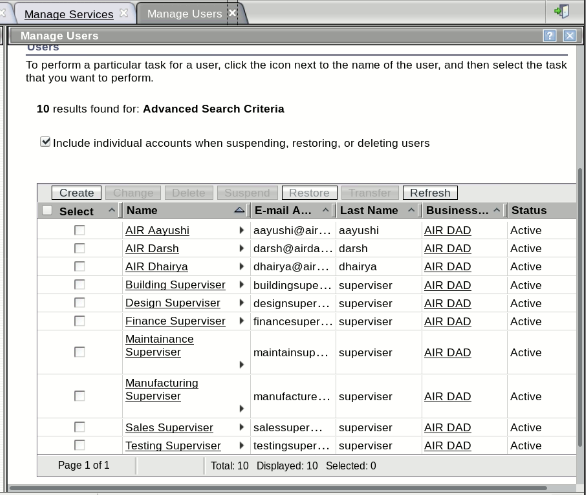 Manage Services
Manage Users
Manage Users
?
Users
To perform a particular task for a user, click the icon next to the name of the user, and then select the task
that you want to perform.
10 results found for: Advanced Search Criteria
Include individual accounts when suspending, restoring, or deleting users
Create Change Delete Suspend Restore Transfer Refresh
Select Name E-mail A... Last Name Business... Status
AIR Aayushi aayushi@air... aayushi AIR DAD Active
AIR Darsh darsh@airda... darsh AIR DAD Active
AIR Dhairya dhairya@air... dhairya AIR DAD Active
Building Superviser buildingsupe... superviser AIR DAD Active
Design Superviser designsuper... superviser AIR DAD Active
Finance Superviser financesuper... superviser AIR DAD Active
Maintainance
Superviser maintainsup... superviser AIR DAD Active
Manufacturing
Superviser manufacture... superviser AIR DAD Active
Sales Superviser salessuper... superviser AIR DAD Active
Testing Superviser testingsuper... superviser AIR DAD Active
Page 1 of 1 Total: 10 Displayed: 10 Selected: 0